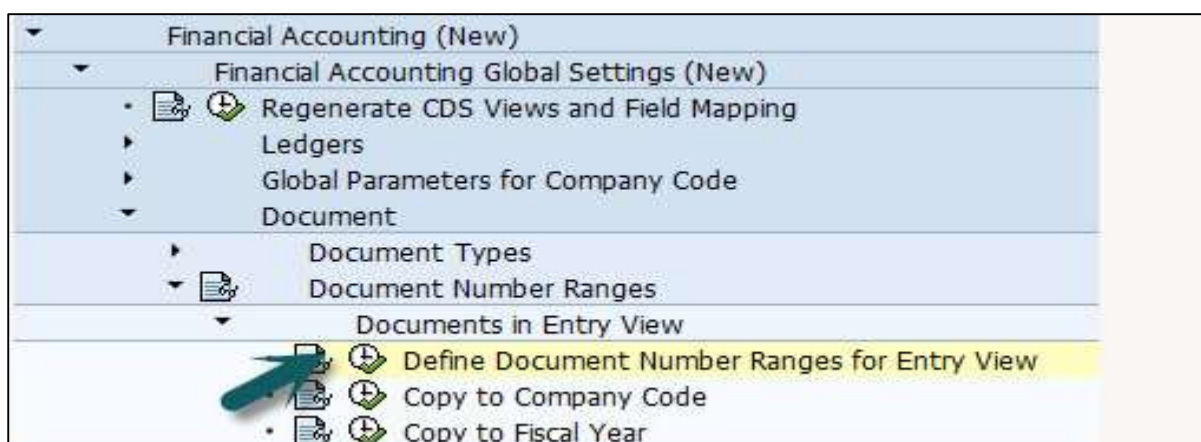 Financial Accounting (New)
Financial Accounting Global Settings (New)
Regenerate CDS Views and Field Mapping
Ledgers
Global Parameters for Company Code
Document
Document Types
Document Number Ranges
Documents in Entry View
Define Document Number Ranges for Entry View
Copy to Company Code
Copy to Fiscal Year